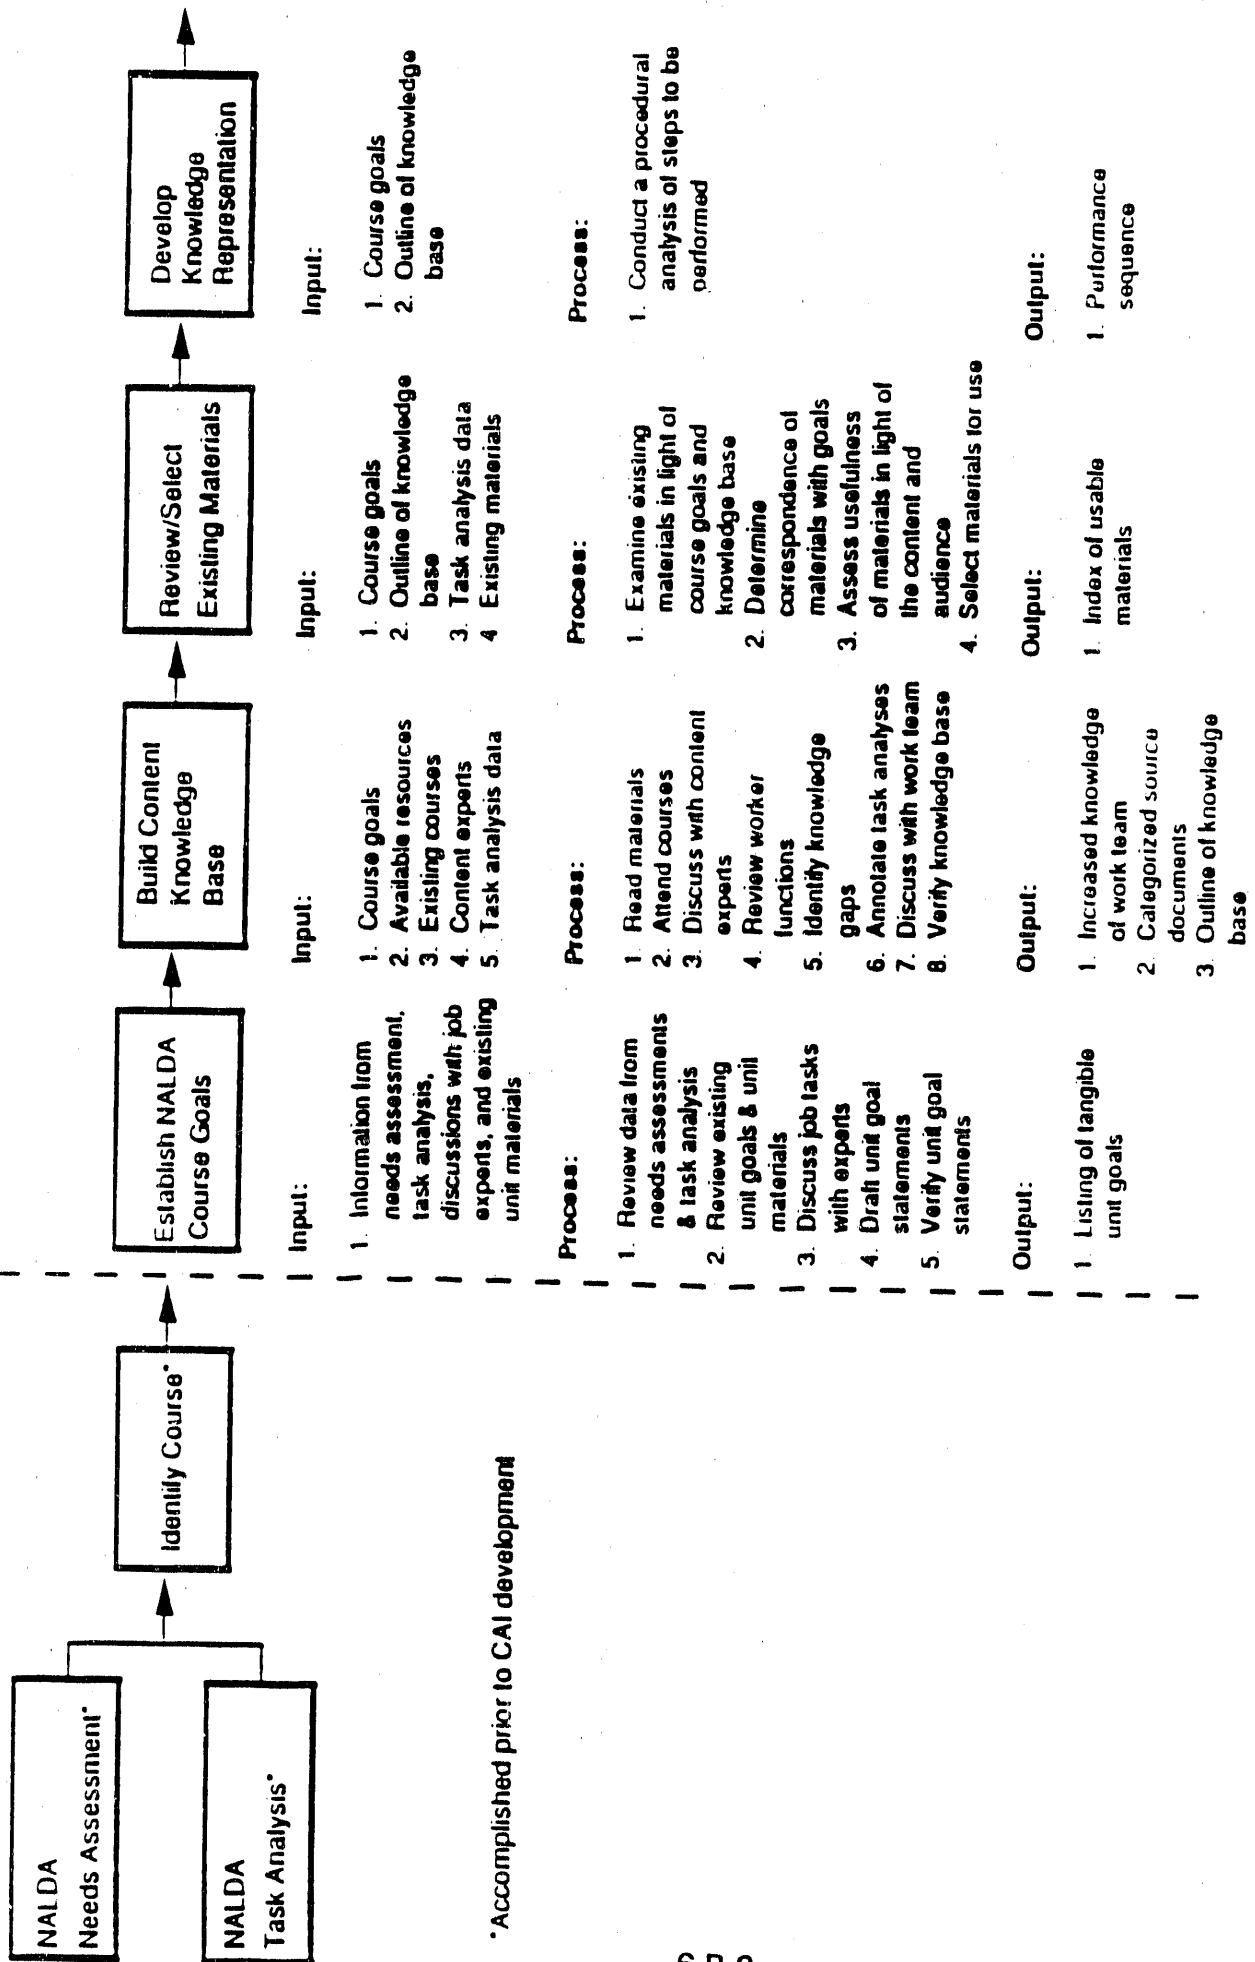 NALDA
Needs Assessment*
NALDA
Task Analysis*
Identify Course*
*Accomplished prior to CAI development
Establish NALDA
Course Goals
Input:
1. Information from
needs assessment,
task analysis,
discussions with job
experts, and existing
unit materials
Process:
1. Review data from
needs assessments
& task analysis
2. Review existing
unit goals & unit
materials
3. Discuss job tasks
with experts
4. Draft unit goal
statements
5. Verify unit goal
statements
Output:
1. Listing of tangible
unit goals
Build Content
Knowledge
Base
Input:
1. Course goals
2. Available resources
3. Existing courses
4. Content experts
5. Task analysis data
Process:
1. Read materials
2. Attend courses
3. Discuss with content
experts
4. Review worker
functions
5. Identify knowledge
gaps
6. Annotate task analyses
7. Discuss with work team
8. Verify knowledge base
Output:
1. Increased knowledge
of work team
2. Categorized source
documents
3. Outline of knowledge
base
Review/Select
Existing Materials
Input:
1. Course goals
2. Outline of knowledge
base
3. Task analysis data
4 Existing materials
Process:
1. Examine existing
materials in light of
course goals and
knowledge base
2. Determine
correspondence of
materials with goals
3. Assess usefulness
of materials in light of
the content and
audience
4. Select materials for use
Output:
1. Index of usable
materials
Develop
Knowledge
Representation
Input:
1. Course goals
2. Outline of knowledge
base
Process:
1. Conduct a procedural
analysis of steps to be
performed
Output:
1. Performance
sequence